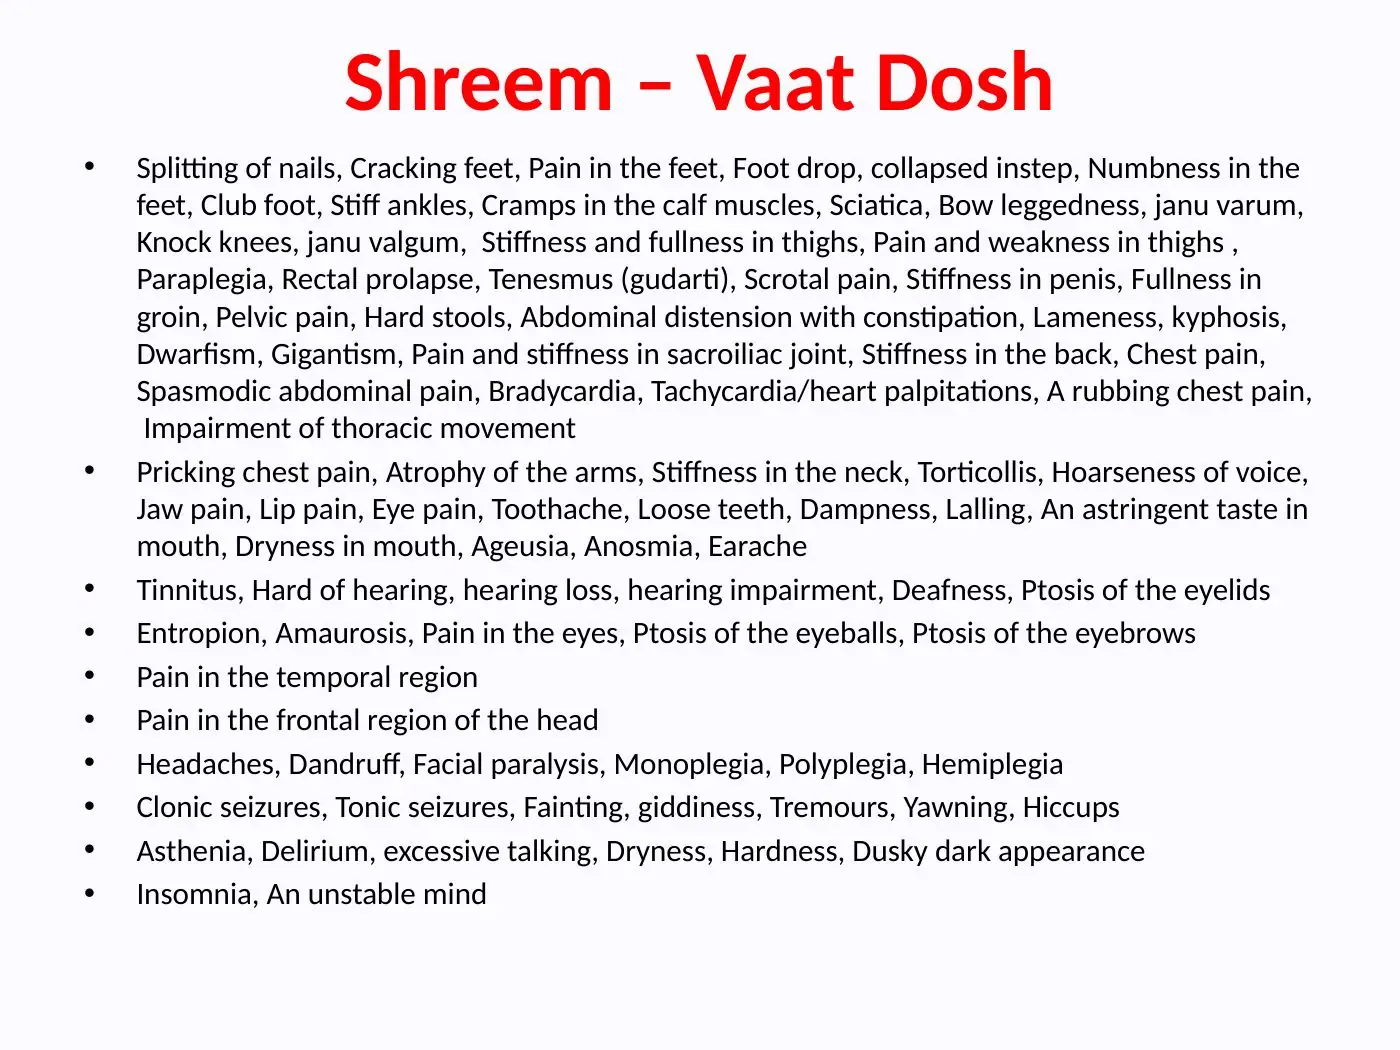 Shreem – Vaat Dosh
• Splitting of nails, Cracking feet, Pain in the feet, Foot drop, collapsed instep, Numbness in the
feet, Club foot, Stiff ankles, Cramps in the calf muscles, Sciatica, Bow leggedness, janu varum,
Knock knees, janu valgum,  Stiffness and fullness in thighs, Pain and weakness in thighs ,
Paraplegia, Rectal prolapse, Tenesmus (gudarti), Scrotal pain, Stiffness in penis, Fullness in
groin, Pelvic pain, Hard stools, Abdominal distension with constipation, Lameness, kyphosis,
Dwarfism, Gigantism, Pain and stiffness in sacroiliac joint, Stiffness in the back, Chest pain,
Spasmodic abdominal pain, Bradycardia, Tachycardia/heart palpitations, A rubbing chest pain,
Impairment of thoracic movement
• Pricking chest pain, Atrophy of the arms, Stiffness in the neck, Torticollis, Hoarseness of voice,
Jaw pain, Lip pain, Eye pain, Toothache, Loose teeth, Dampness, Lalling, An astringent taste in
mouth, Dryness in mouth, Ageusia, Anosmia, Earache
• Tinnitus, Hard of hearing, hearing loss, hearing impairment, Deafness, Ptosis of the eyelids
• Entropion, Amaurosis, Pain in the eyes, Ptosis of the eyeballs, Ptosis of the eyebrows
• Pain in the temporal region
• Pain in the frontal region of the head
• Headaches, Dandruff, Facial paralysis, Monoplegia, Polyplegia, Hemiplegia
• Clonic seizures, Tonic seizures, Fainting, giddiness, Tremours, Yawning, Hiccups
• Asthenia, Delirium, excessive talking, Dryness, Hardness, Dusky dark appearance
• Insomnia, An unstable mind